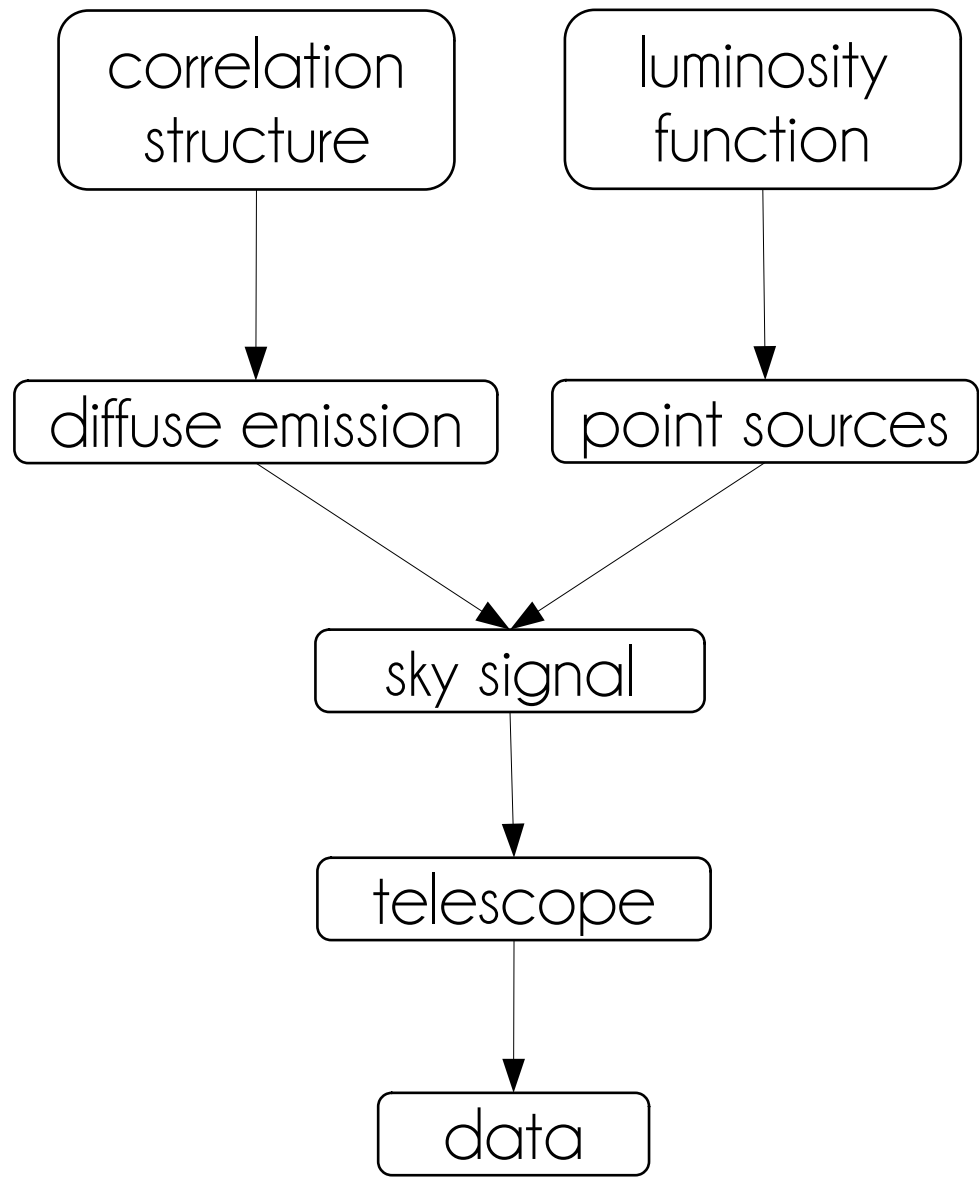 correlation
structure
luminosity
function
diffuse emission
point sources
sky signal
telescope
data